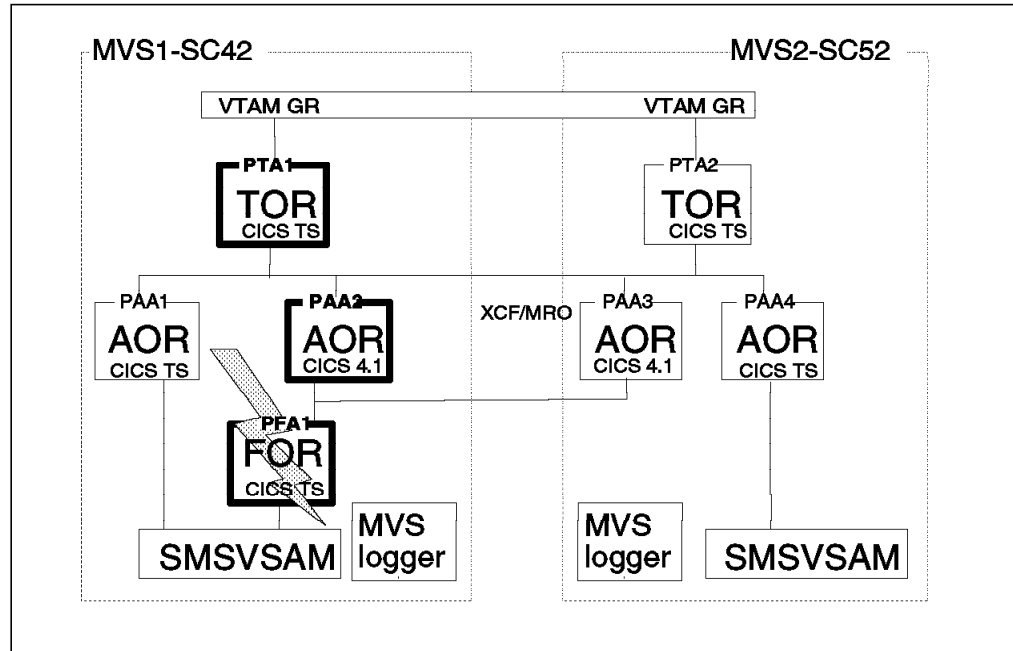 MVS1-SC42
MVS2-SC52
VTAM GR
VTAM GR
PTA1
TOR
CICS TS
PTA2
TOR
CICS TS
PAA1
AOR
CICS TS
PAA2
AOR
CICS 4.1
XCF/MRO
PAA3
AOR
CICS 4.1
PAA4
AOR
CICS TS
PFA1
FOR
CICS TS
SMSVSAM
MVS
logger
MVS
logger
SMSVSAM